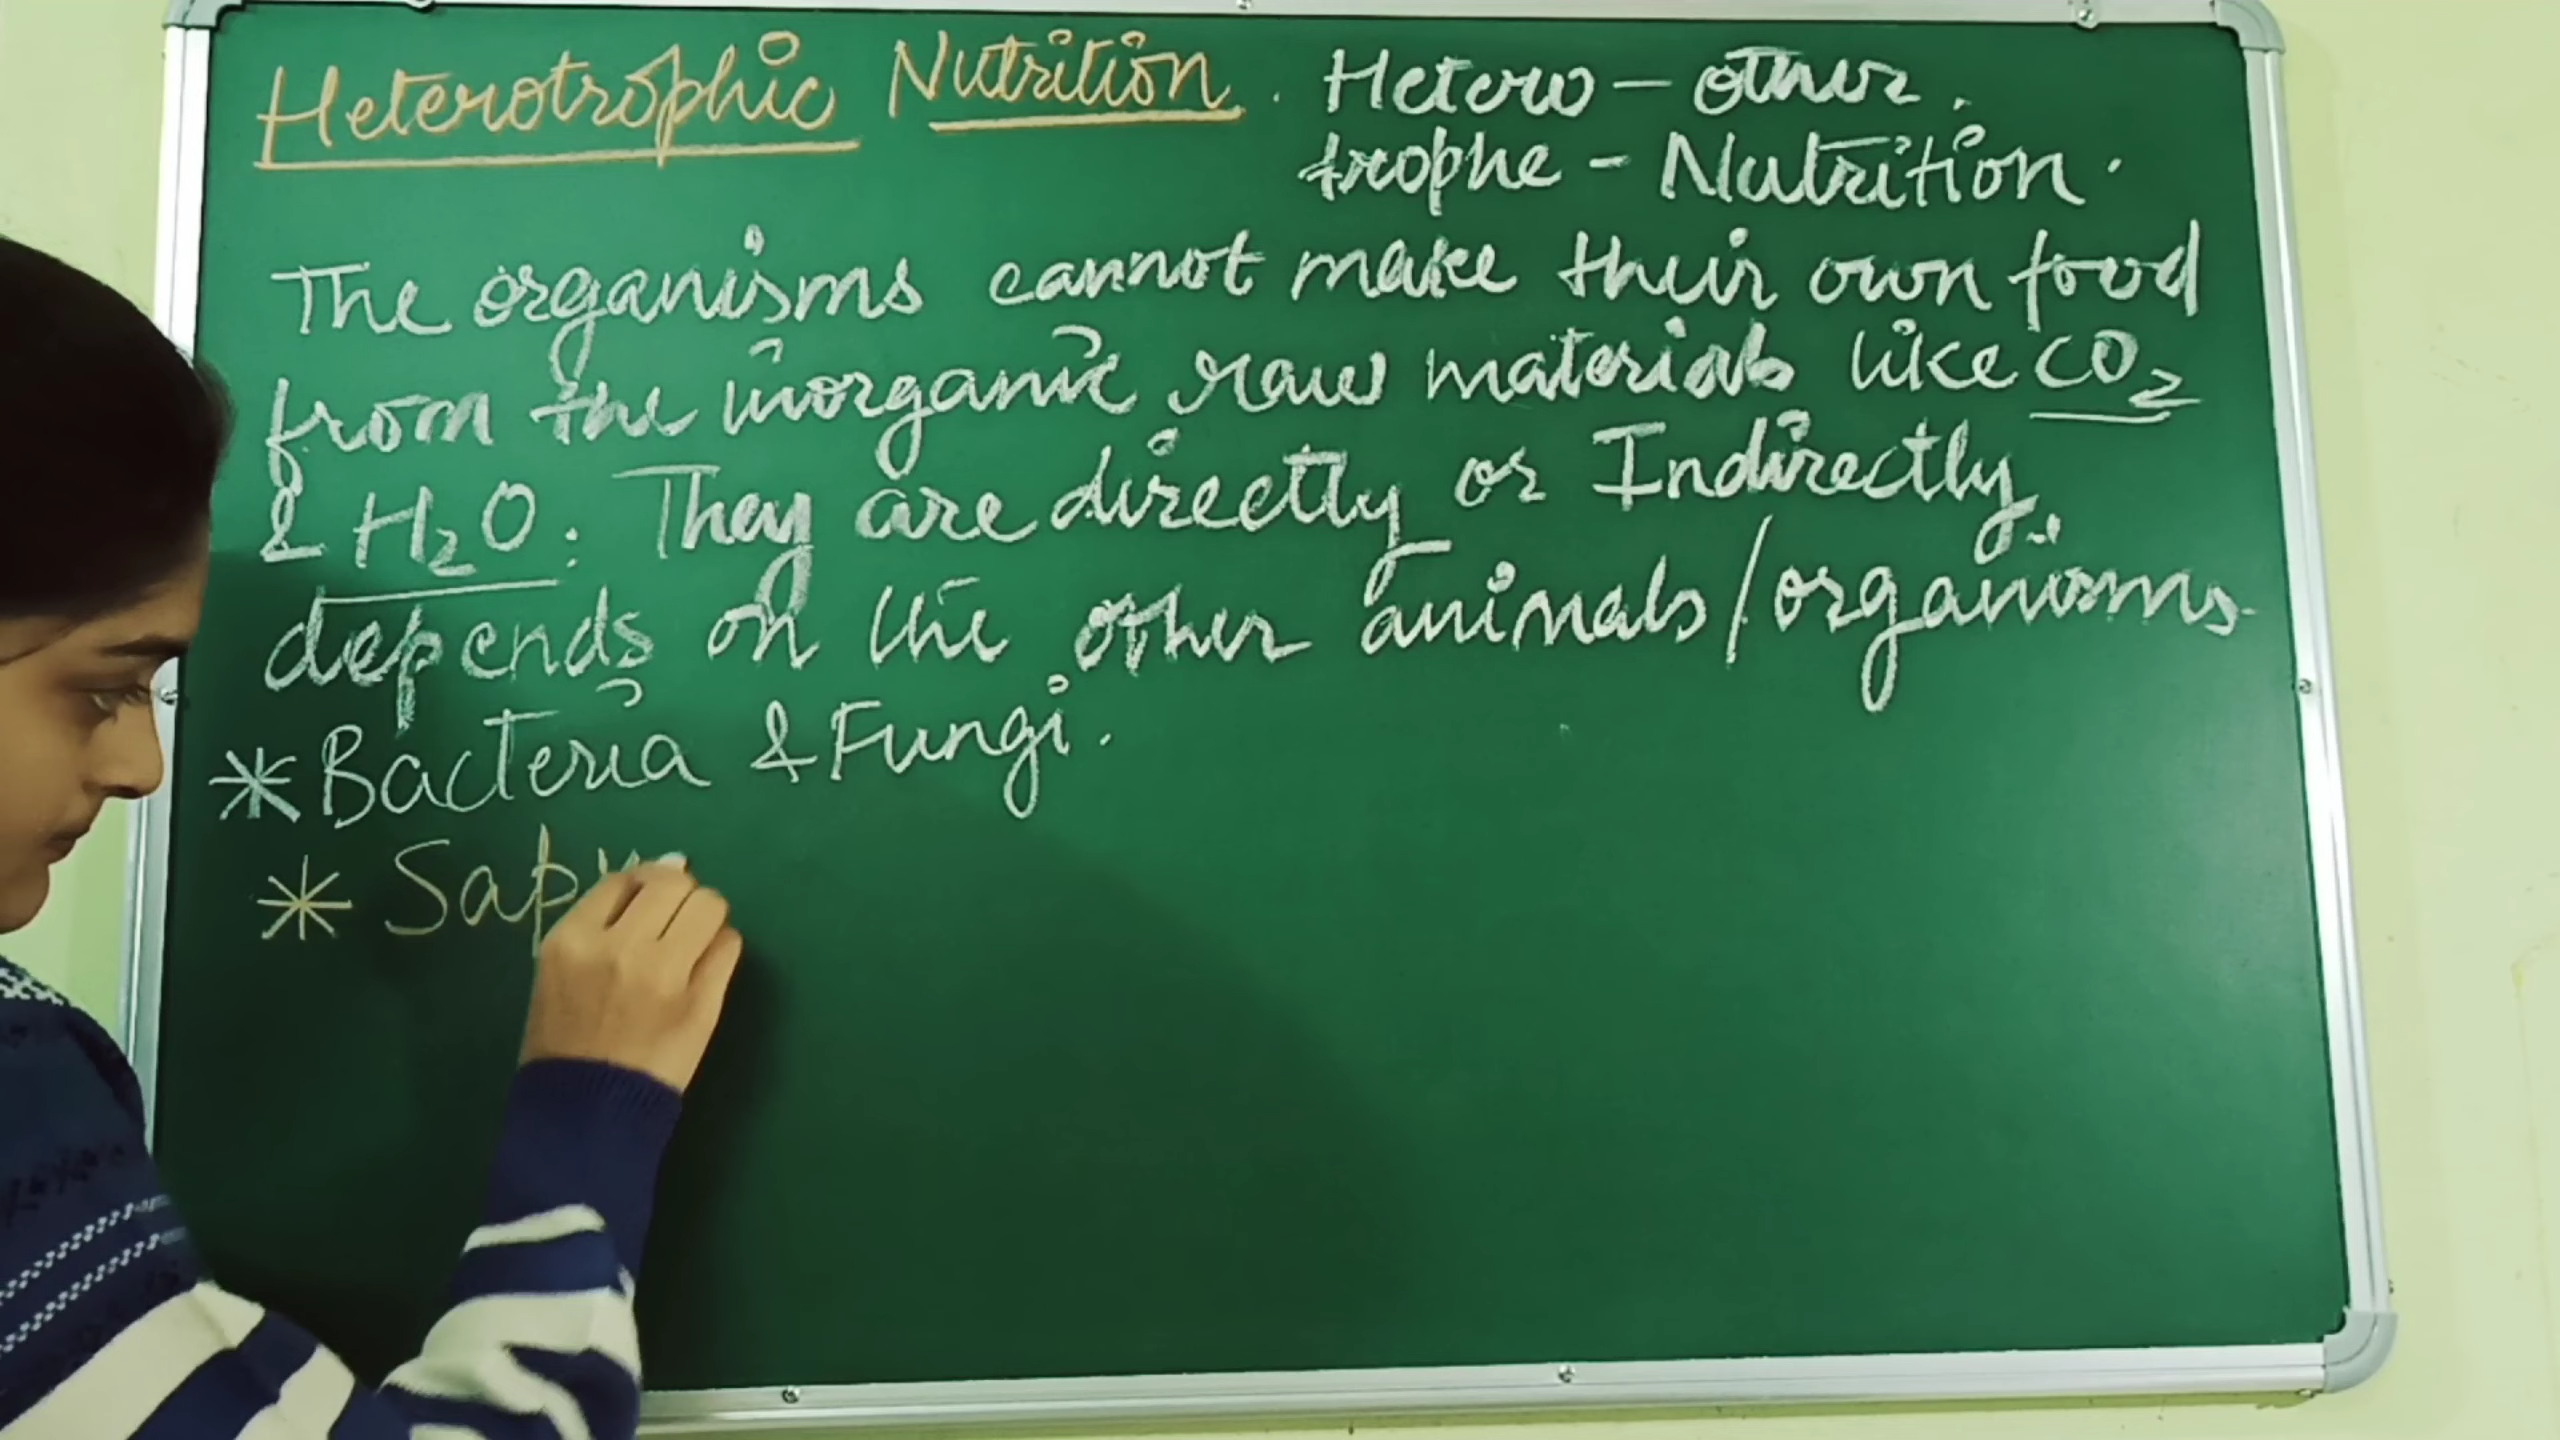 Heterotrophic Nutrition. Hetero - other.
trophe - Nutrition.
The organisms cannot make their own food
from the inorganic raw materials like CO2
& H2O. They are directly or Indirectly
depends on the other animals/organisms.
* Bacteria & Fungi.
* Sap